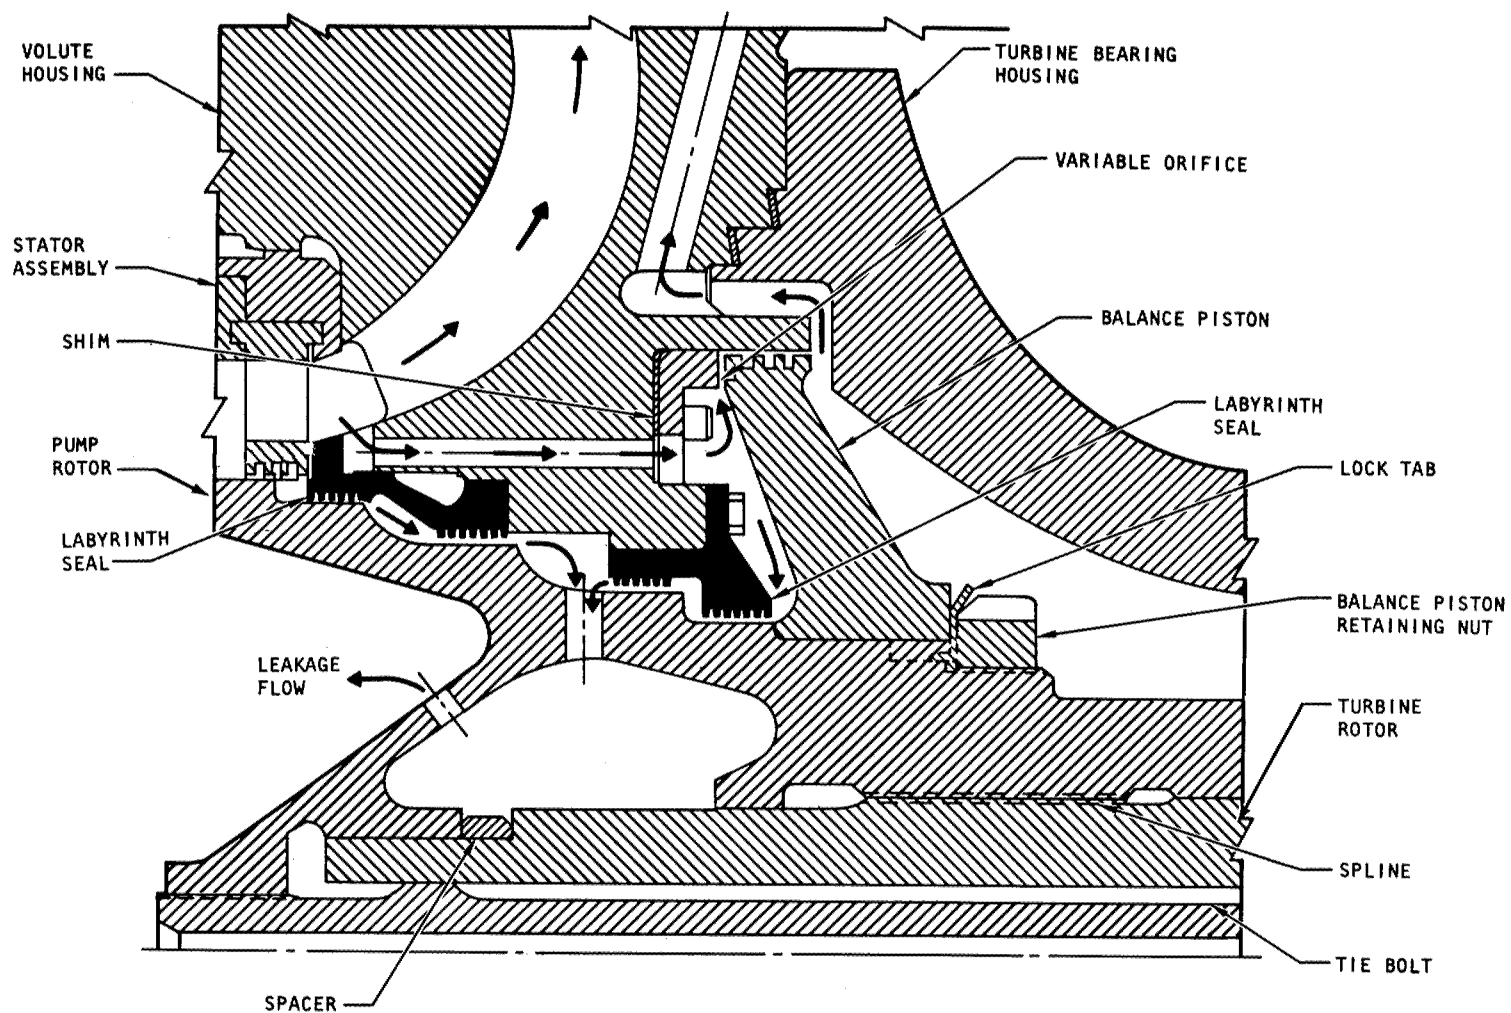 VOLUTE
HOUSING
STATOR
ASSEMBLY
SHIM
PUMP
ROTOR
LABYRINTH
SEAL
LEAKAGE
FLOW
SPACER
TURBINE BEARING
HOUSING
VARIABLE ORIFICE
BALANCE PISTON
LABYRINTH
SEAL
LOCK TAB
BALANCE PISTON
RETAINING NUT
TURBINE
ROTOR
SPLINE
TIE BOLT